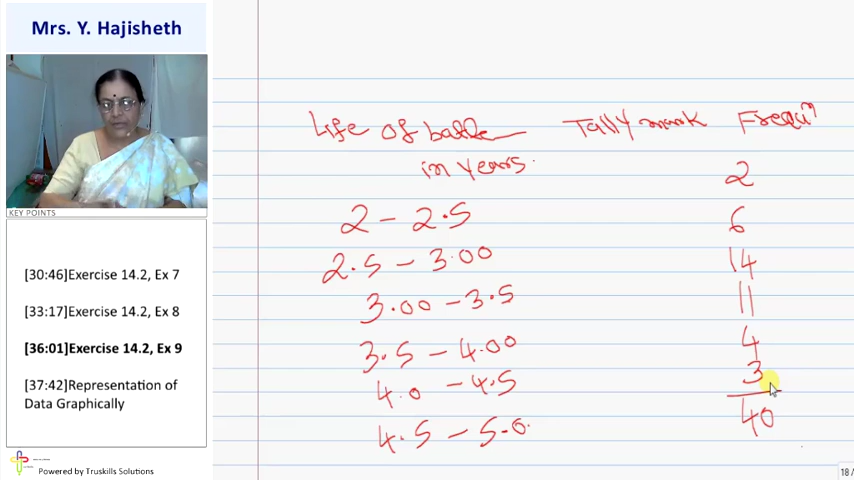 Mrs. Y. Hajisheth
KEY POINTS
[30:46]Exercise 14.2, Ex 7
[33:17]Exercise 14.2, Ex 8
[36:01]Exercise 14.2, Ex 9
[37:42]Representation of
Data Graphically
Powered by Truskills Solutions
Life of Tally mark
in Years.
2
2 - 2.5 6
2.5 - 3.00 14
3.00 - 3.5 11
3.5 - 4.00 4
4.0 - 4.5 3
4.5 - 5.0. 40
18/